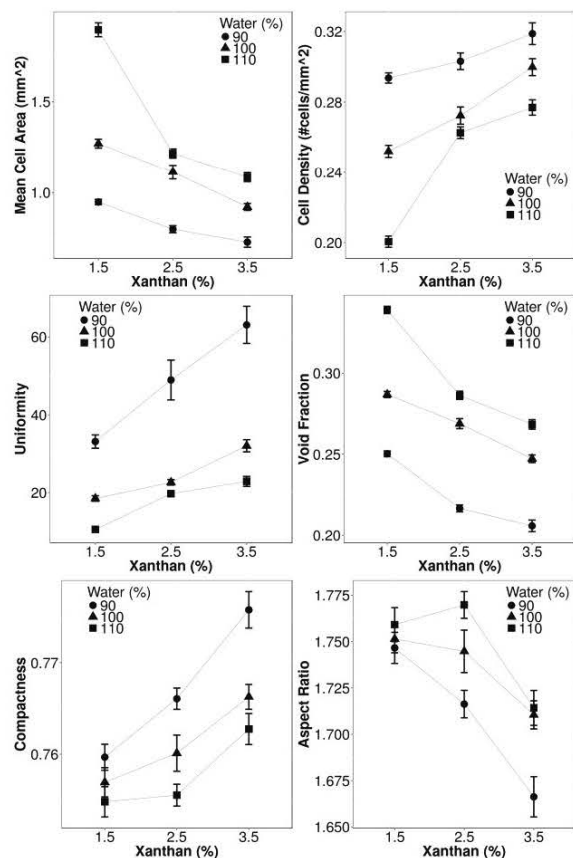 Mean Cell Area (mm^2)
1.5
1.0
Water (%)
90
100
110
1.5 2.5 3.5
Xanthan (%)
Cell Density (#cells/mm^2)
0.32
0.28
0.24
0.20
Water (%)
90
100
110
1.5 2.5 3.5
Xanthan (%)
Uniformity
60
40
20
Water (%)
90
100
110
1.5 2.5 3.5
Xanthan (%)
Void Fraction
0.30
0.25
0.20
Water (%)
90
100
110
1.5 2.5 3.5
Xanthan (%)
Compactness
0.77
0.76
Water (%)
90
100
110
1.5 2.5 3.5
Xanthan (%)
Aspect Ratio
1.775
1.750
1.725
1.700
1.675
1.650
Water (%)
90
100
110
1.5 2.5 3.5
Xanthan (%)